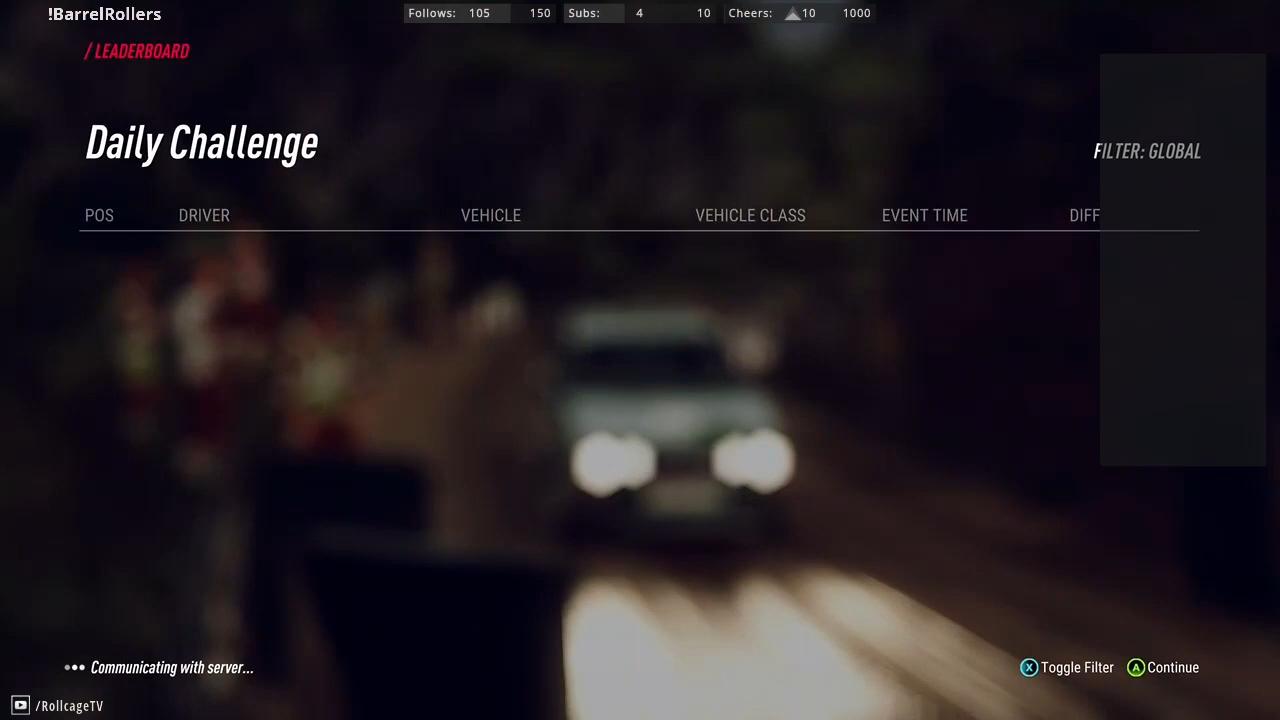 !BarrelRollers
Follows: 105 150 Subs: 4 10 Cheers: 10 1000
/ LEADERBOARD
Daily Challenge
FILTER: GLOBAL
POS DRIVER VEHICLE VEHICLE CLASS EVENT TIME DIFF
Communicating with server...
X Toggle Filter A Continue
/RollcageTV